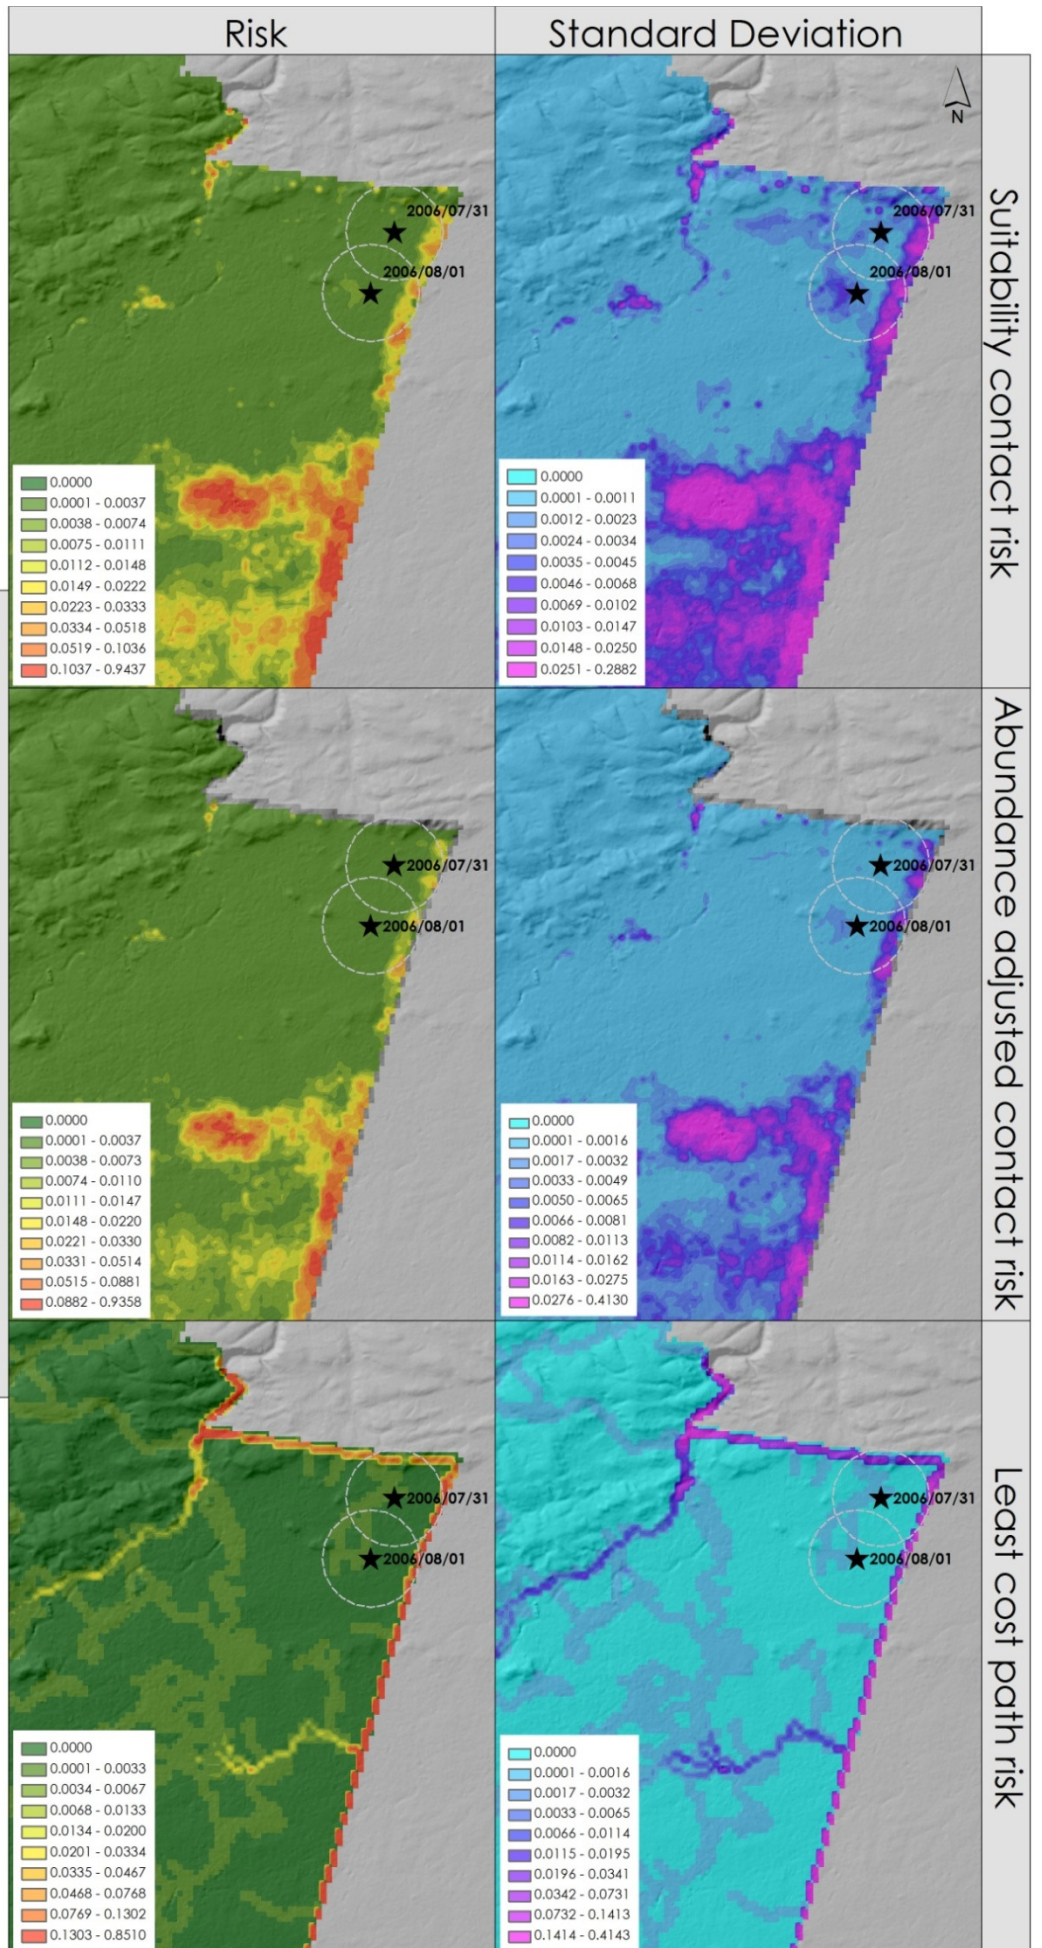 Risk
Standard Deviation
N
Suitability contact risk
2006/07/31
2006/08/01
2006/07/31
2006/08/01
0.0000
0.0001 - 0.0037
0.0038 - 0.0074
0.0075 - 0.0111
0.0112 - 0.0148
0.0149 - 0.0222
0.0223 - 0.0333
0.0334 - 0.0518
0.0519 - 0.1036
0.1037 - 0.9437
0.0000
0.0001 - 0.0011
0.0012 - 0.0023
0.0024 - 0.0034
0.0035 - 0.0045
0.0046 - 0.0068
0.0069 - 0.0102
0.0103 - 0.0147
0.0148 - 0.0250
0.0251 - 0.2882
Abundance adjusted contact risk
2006/07/31
2006/08/01
2006/07/31
2006/08/01
0.0000
0.0001 - 0.0037
0.0038 - 0.0073
0.0074 - 0.0110
0.0111 - 0.0147
0.0148 - 0.0220
0.0221 - 0.0330
0.0331 - 0.0514
0.0515 - 0.0881
0.0882 - 0.9358
0.0000
0.0001 - 0.0016
0.0017 - 0.0032
0.0033 - 0.0049
0.0050 - 0.0065
0.0066 - 0.0081
0.0082 - 0.0113
0.0114 - 0.0162
0.0163 - 0.0275
0.0276 - 0.4130
Least cost path risk
2006/07/31
2006/08/01
2006/07/31
2006/08/01
0.0000
0.0001 - 0.0033
0.0034 - 0.0067
0.0068 - 0.0133
0.0134 - 0.0200
0.0201 - 0.0334
0.0335 - 0.0467
0.0468 - 0.0768
0.0769 - 0.1302
0.1303 - 0.8510
0.0000
0.0001 - 0.0016
0.0017 - 0.0032
0.0033 - 0.0065
0.0066 - 0.0114
0.0115 - 0.0195
0.0196 - 0.0341
0.0342 - 0.0731
0.0732 - 0.1413
0.1414 - 0.4143